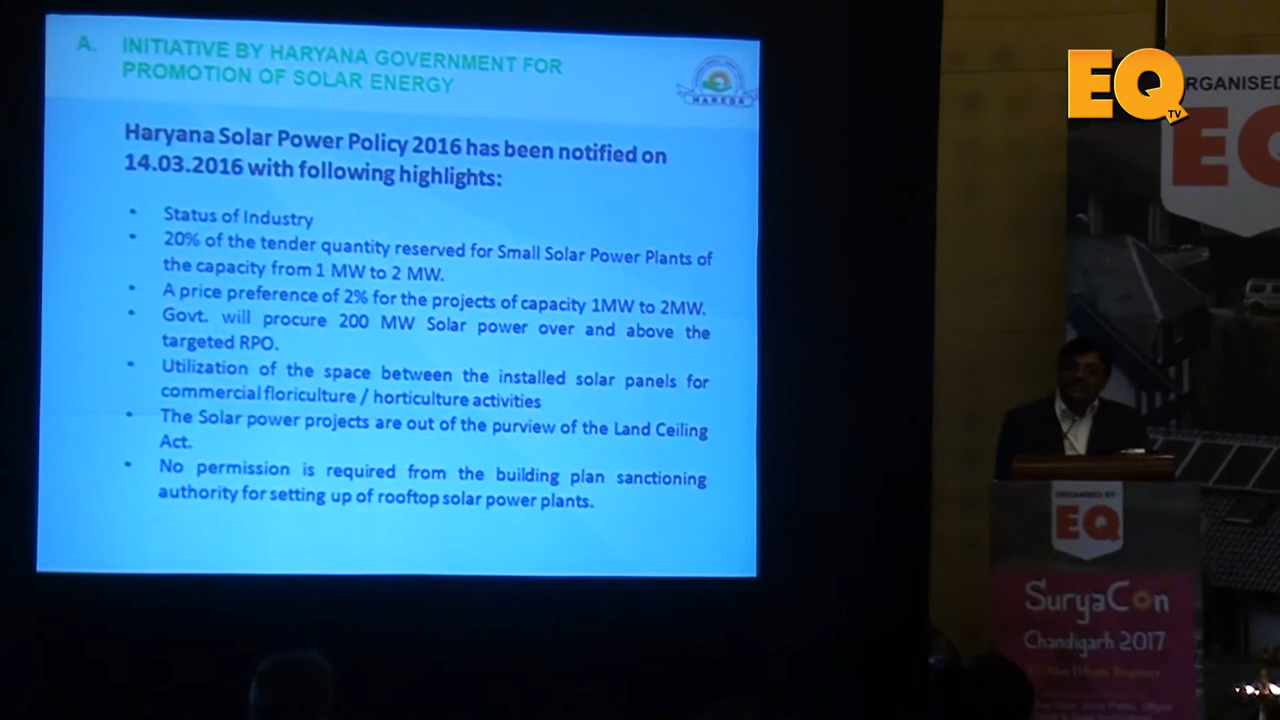 A. INITIATIVE BY HARYANA GOVERNMENT FOR
PROMOTION OF SOLAR ENERGY
HAREDA
Haryana Solar Power Policy 2016 has been notified on
14.03.2016 with following highlights:
• Status of Industry
• 20% of the tender quantity reserved for Small Solar Power Plants of
the capacity from 1 MW to 2 MW.
• A price preference of 2% for the projects of capacity 1MW to 2MW.
• Govt. will procure 200 MW Solar power over and above the
targeted RPO.
• Utilization of the space between the installed solar panels for
commercial floriculture / horticulture activities
• The Solar power projects are out of the purview of the Land Ceiling
Act.
• No permission is required from the building plan sanctioning
authority for setting up of rooftop solar power plants.
EQ
TV
RGANISED
EQ
ORGANISED BY
EQ
SuryaCon
Chandigarh 2017